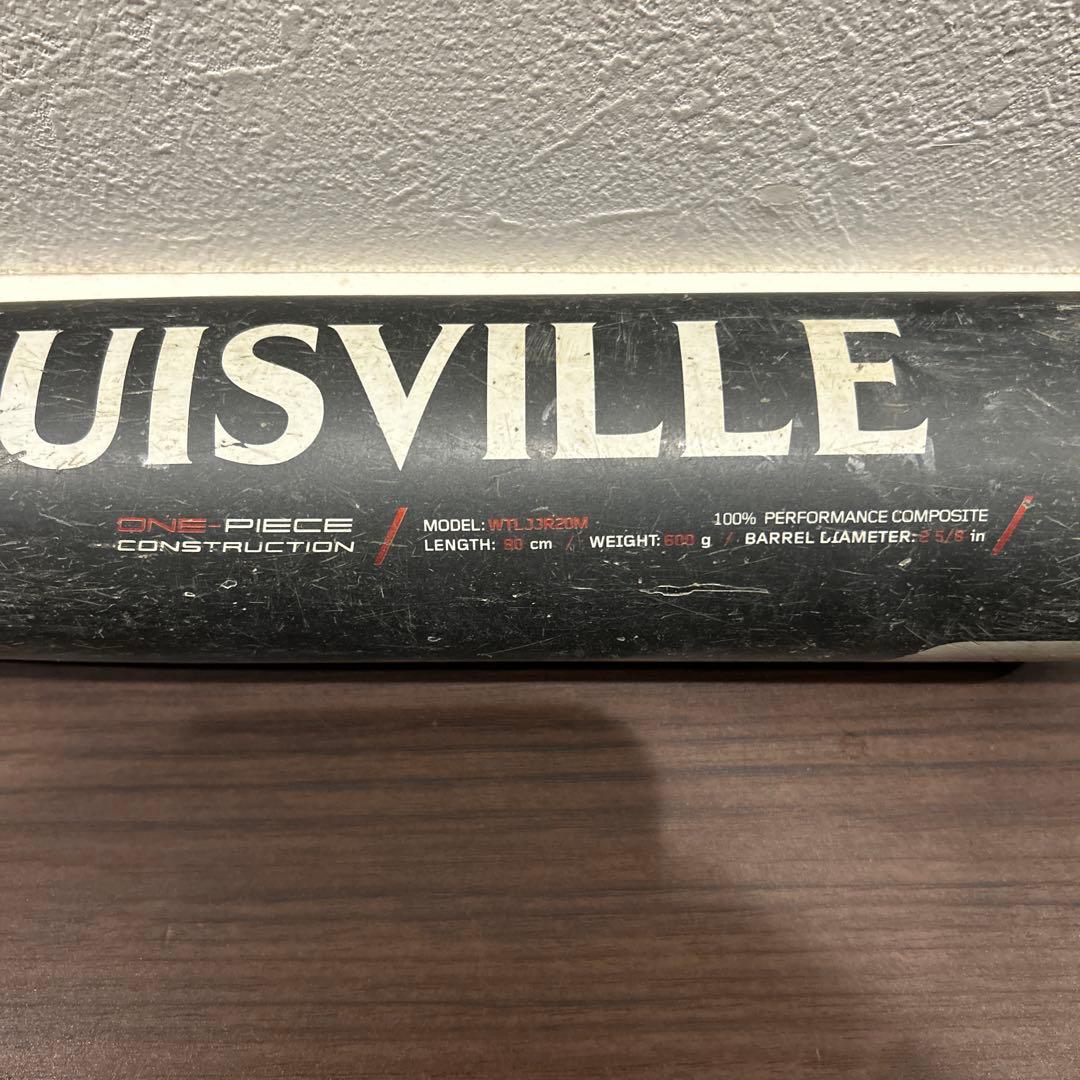 UISVILLE
ONE-PIECE
CONSTRUCTION
MODEL: WTLJJR20M
LENGTH: 80 cm / WEIGHT: 600 g / BARREL DIAMETER: 2 5/8 in
100% PERFORMANCE COMPOSITE